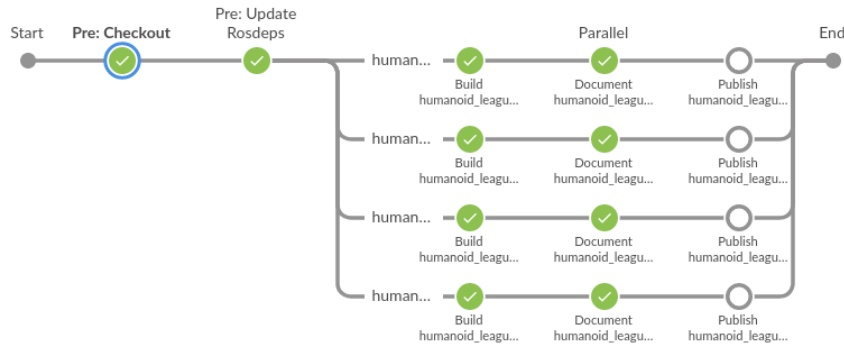 Start
Pre: Checkout
Pre: Update
Rosdeps
Parallel
End
human...
Build
humanoid_leagu...
Document
humanoid_leagu...
Publish
humanoid_leagu...
human...
Build
humanoid_leagu...
Document
humanoid_leagu...
Publish
humanoid_leagu...
human...
Build
humanoid_leagu...
Document
humanoid_leagu...
Publish
humanoid_leagu...
human...
Build
humanoid_leagu...
Document
humanoid_leagu...
Publish
humanoid_leagu...